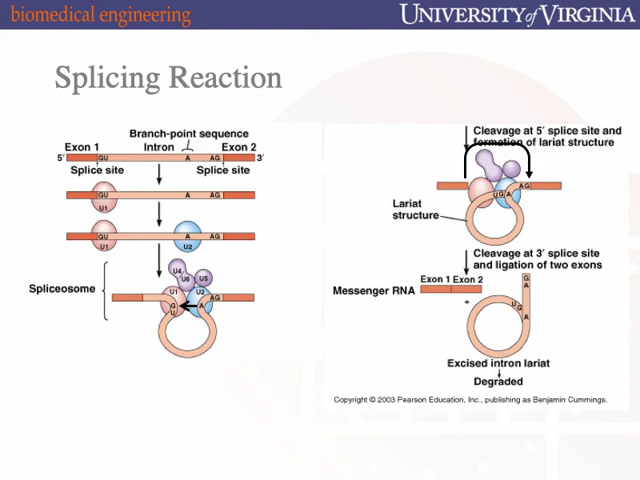 biomedical engineering
UNIVERSITY of VIRGINIA
Splicing Reaction
Branch-point sequence
Exon 1 Intron Exon 2
5′ GU A AG 3′
Splice site Splice site
GU A AG
U1
GU A AG
U1 U2
Spliceosome
U4 U6 U5
U1 U2 AG
G A
U
Cleavage at 5′ splice site and
formation of lariat structure
AG
U G A
Lariat
structure
Cleavage at 3′ splice site
and ligation of two exons
Exon 1 Exon 2
Messenger RNA
+
G
A
U
G
A
Excised intron lariat
Degraded
Copyright © 2003 Pearson Education, Inc., publishing as Benjamin Cummings.